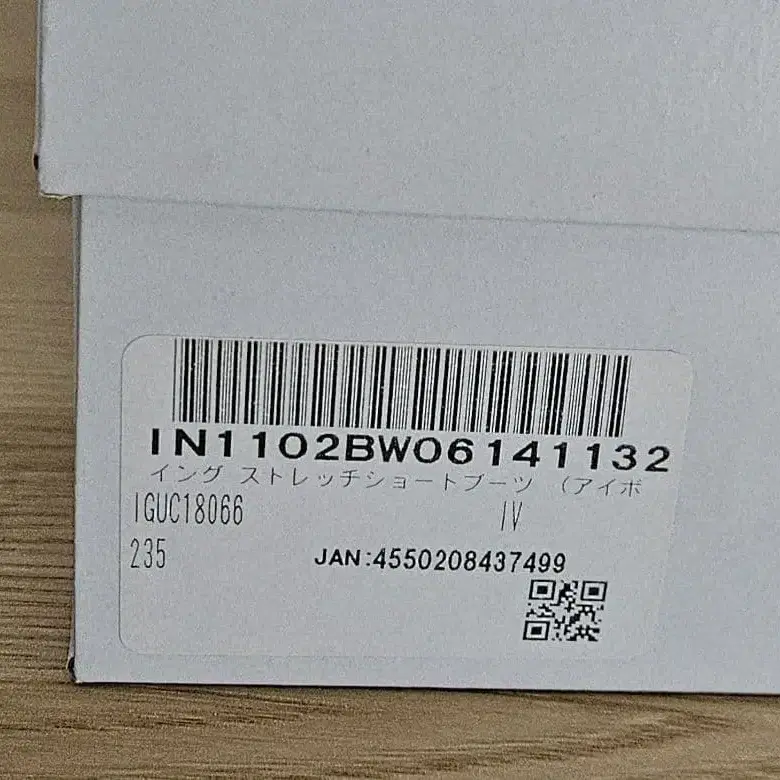 IN1102BW06141132
イング ストレッチショートブーツ （アイボ
IGUC18066 IV
235 JAN:4550208437499